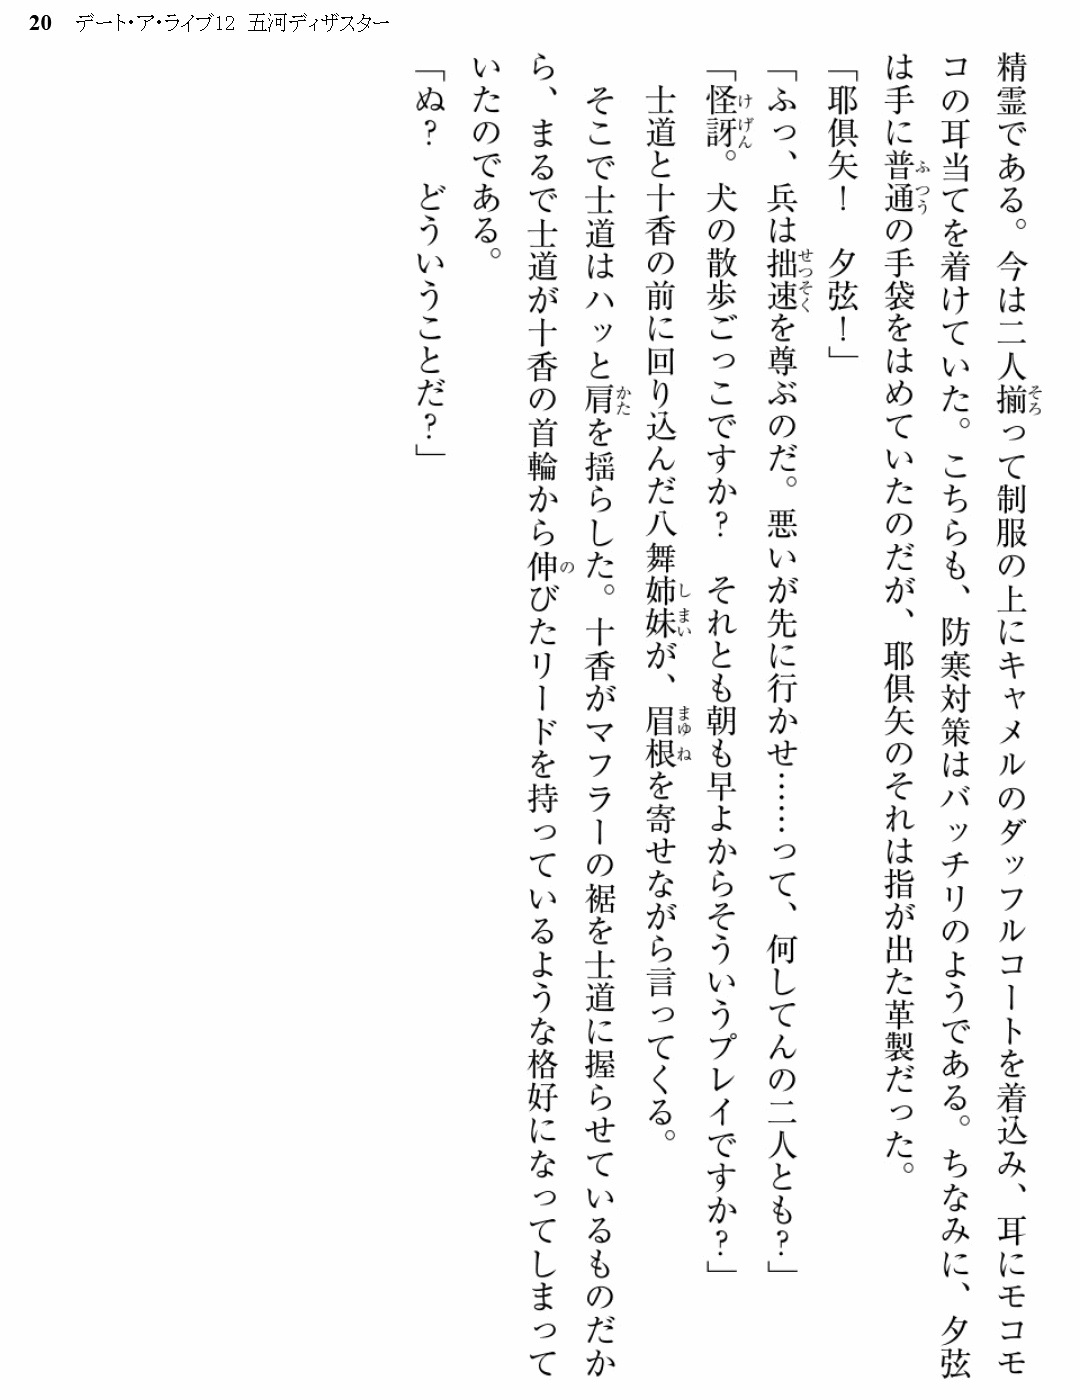 20 デート・ア・ライブ12 五河ディザスター
精霊である。今は二人揃って制服の上にキャメルのダッフルコートを着込み、耳にモコモ
コの耳当てを着けていた。こちらも、防寒対策はバッチリのようである。ちなみに、夕弦
は手に普通の手袋をはめていたのだが、耶倶矢のそれは指が出た革製だった。
「耶倶矢！　夕弦！」
「ふっ、兵は拙速を尊ぶのだ。悪いが先に行かせ……って、何してんの二人とも？」
「怪訝。犬の散歩ごっこですか？　それとも朝も早よからそういうプレイですか？」
　士道と十香の前に回り込んだ八舞姉妹が、眉根を寄せながら言ってくる。
　そこで士道はハッと肩を揺らした。十香がマフラーの裾を士道に握らせているものだか
ら、まるで士道が十香の首輪から伸びたリードを持っているような格好になってしまって
いたのである。
「ぬ？　どういうことだ？」